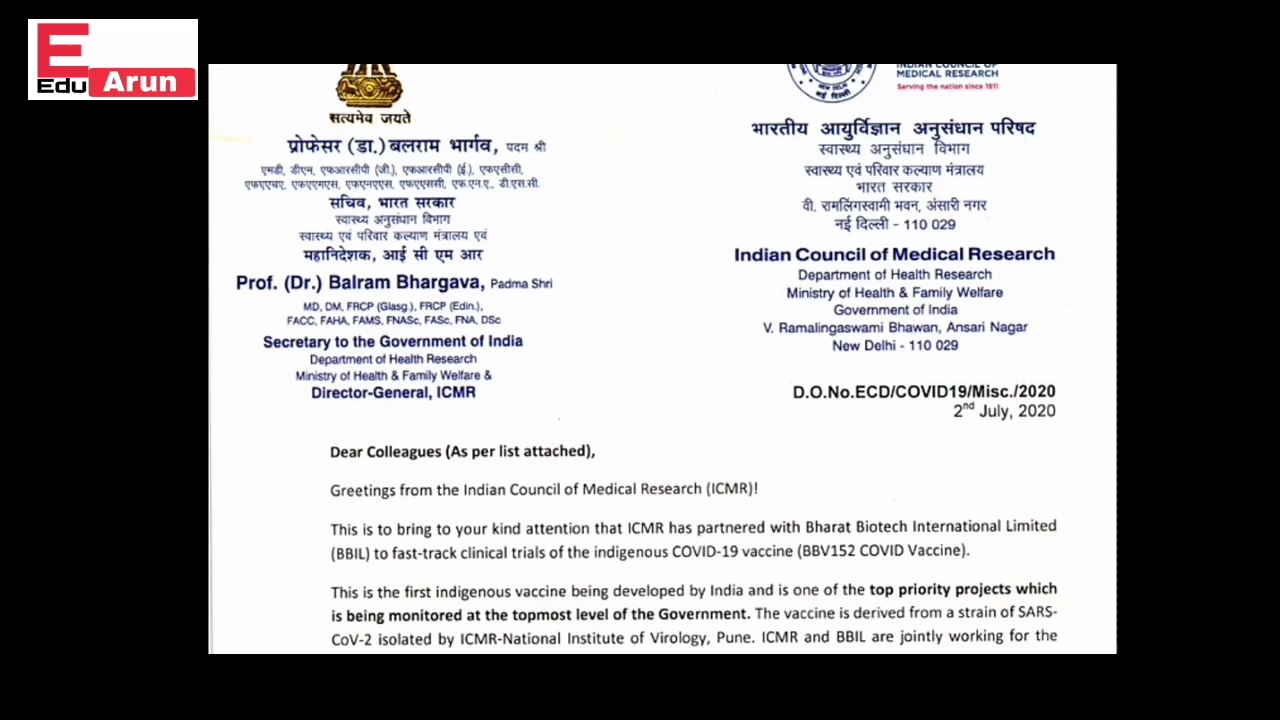 E
Edu Arun
सत्यमेव जयते
प्रोफेसर (डा.) बलराम भार्गव, पदम श्री
एमडी, डीएम, एफआरसीपी (जी.), एफआरसीपी (ई.), एफएसीसी,
एफएएचए, एफएएमएस, एफएनएएस, एफएएससी, एफ.एन.ए., डी.एस.सी.
सचिव, भारत सरकार
स्वास्थ्य अनुसंधान विभाग
स्वास्थ्य एवं परिवार कल्याण मंत्रालय एवं
महानिदेशक, आई सी एम आर
Prof. (Dr.) Balram Bhargava, Padma Shri
MD, DM, FRCP (Glasg.), FRCP (Edin.),
FACC, FAHA, FAMS, FNASc, FASc, FNA, DSc
Secretary to the Government of India
Department of Health Research
Ministry of Health & Family Welfare &
Director-General, ICMR
INDIAN COUNCIL OF
MEDICAL RESEARCH
Serving the nation since 1911
भारतीय आयुर्विज्ञान अनुसंधान परिषद
स्वास्थ्य अनुसंधान विभाग
स्वास्थ्य एवं परिवार कल्याण मंत्रालय
भारत सरकार
वी. रामलिंगस्वामी भवन, अंसारी नगर
नई दिल्ली - 110 029
Indian Council of Medical Research
Department of Health Research
Ministry of Health & Family Welfare
Government of India
V. Ramalingaswami Bhawan, Ansari Nagar
New Delhi - 110 029
D.O.No.ECD/COVID19/Misc./2020
2nd July, 2020
Dear Colleagues (As per list attached),
Greetings from the Indian Council of Medical Research (ICMR)!
This is to bring to your kind attention that ICMR has partnered with Bharat Biotech International Limited
(BBIL) to fast-track clinical trials of the indigenous COVID-19 vaccine (BBV152 COVID Vaccine).
This is the first indigenous vaccine being developed by India and is one of the top priority projects which
is being monitored at the topmost level of the Government. The vaccine is derived from a strain of SARS-
CoV-2 isolated by ICMR-National Institute of Virology, Pune. ICMR and BBIL are jointly working for the